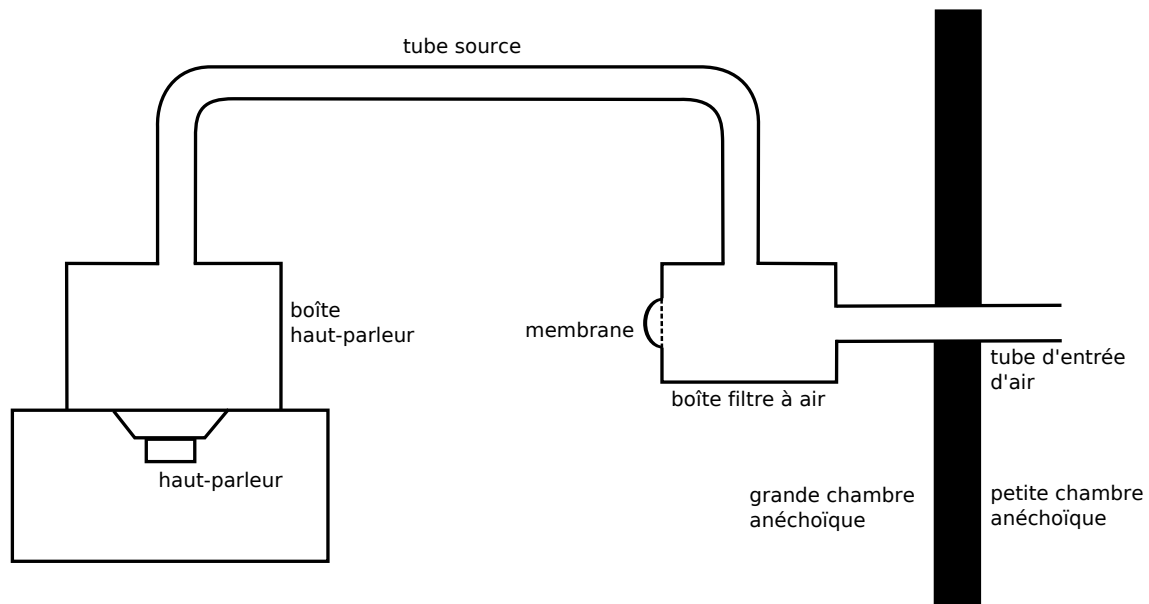 tube source
boîte
haut-parleur
membrane
tube d'entrée
d'air
boîte filtre à air
haut-parleur
grande chambre
anéchoïque
petite chambre
anéchoïque